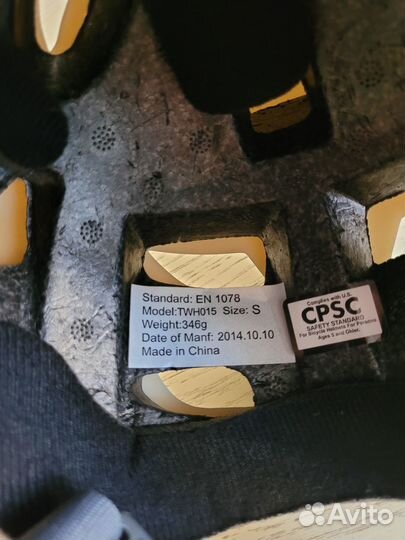 Standard: EN 1078
Model:TWH015 Size: S
Weight:346g
Date of Manf: 2014.10.10
Made in China
Complies with U.S.
CPSC
SAFETY STANDARD
For Bicycle Helmets For Persons
Ages 5 and Older.
Avito